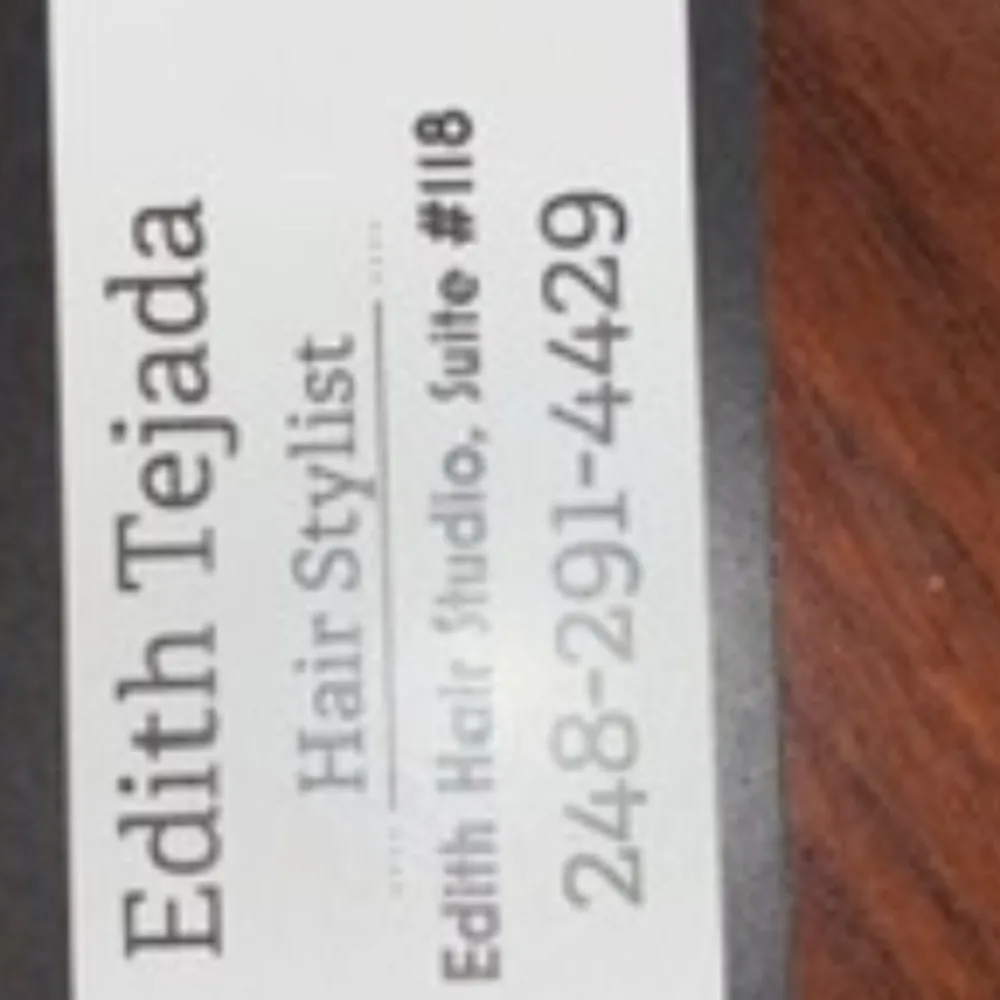 Edith Tejada
Hair Stylist
Edith Hair Studio, Suite #118
248-291-4429